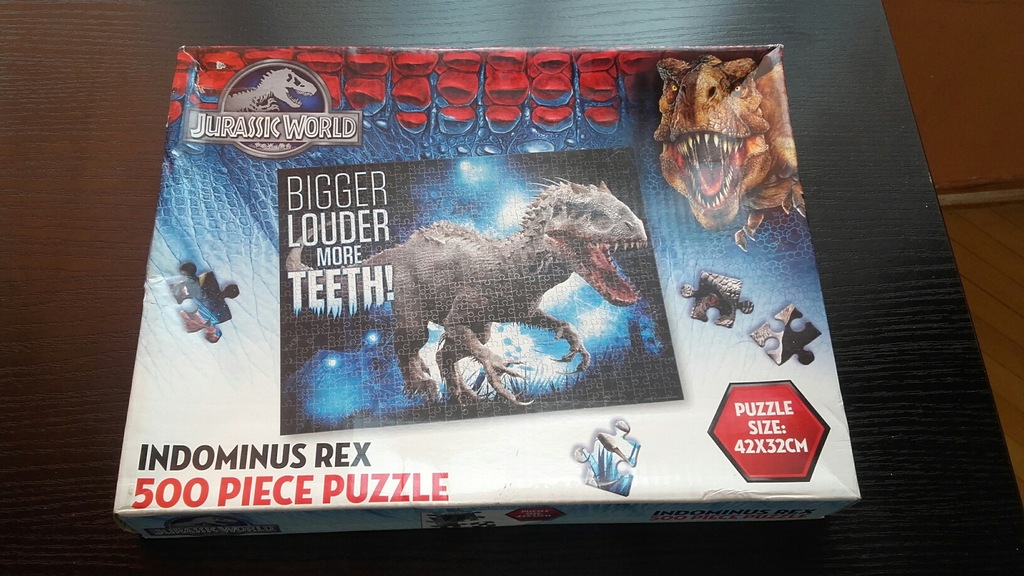 JURASSIC WORLD
BIGGER
LOUDER
MORE
TEETH!
PUZZLE
SIZE:
42X32CM
INDOMINUS REX
500 PIECE PUZZLE
JURASSIC WORLD
INDOMINUS REX
500 PIECE PUZZLE